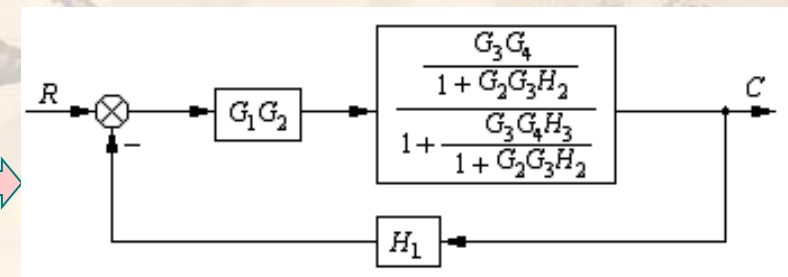 R
G₁G₂
G₃G₄
1 + G₂G₃H₂
1 + G₃G₄H₃
1 + G₂G₃H₂
C
−
H₁